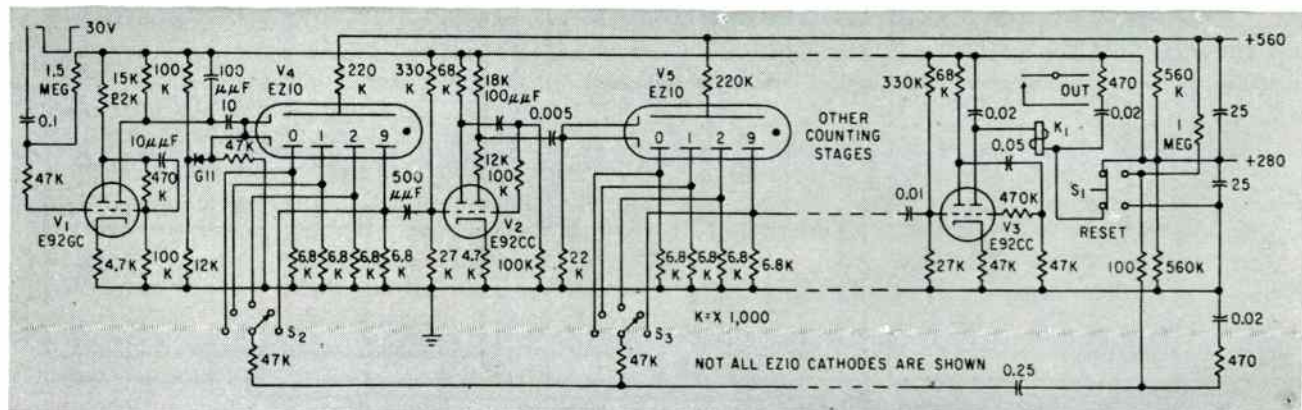 30V
1.5 MEG
15K
22K
100 K
100 μμF
10
V4
EZ10
220 K
330 K
68 K
18K
100μμF
0.005
V5
EZ10
220K
330K
68 K
0.02
470
OUT
0.02
K1
560 K
1 MEG
25
+560
0.1
10μμF
470 K
47K
G11
0 1 2 9
12K
100 K
0 1 2 9
OTHER COUNTING STAGES
0.05
+280
25
47K
V1
E92GC
500 μμF
V2
E92CC
0.01
470K
V3
E92CC
S1
RESET
4.7K
100 K
12K
6.8 K
6.8 K
6.8 K
6.8 K
27 K
4.7 K
100K
22 K
6.8K
6.8 K
6.8 K
6.8K
27K
47K
47K
100
560K
S2
K=X 1,000
S3
0.02
47K
47K
NOT ALL EZ10 CATHODES ARE SHOWN
0.25
470